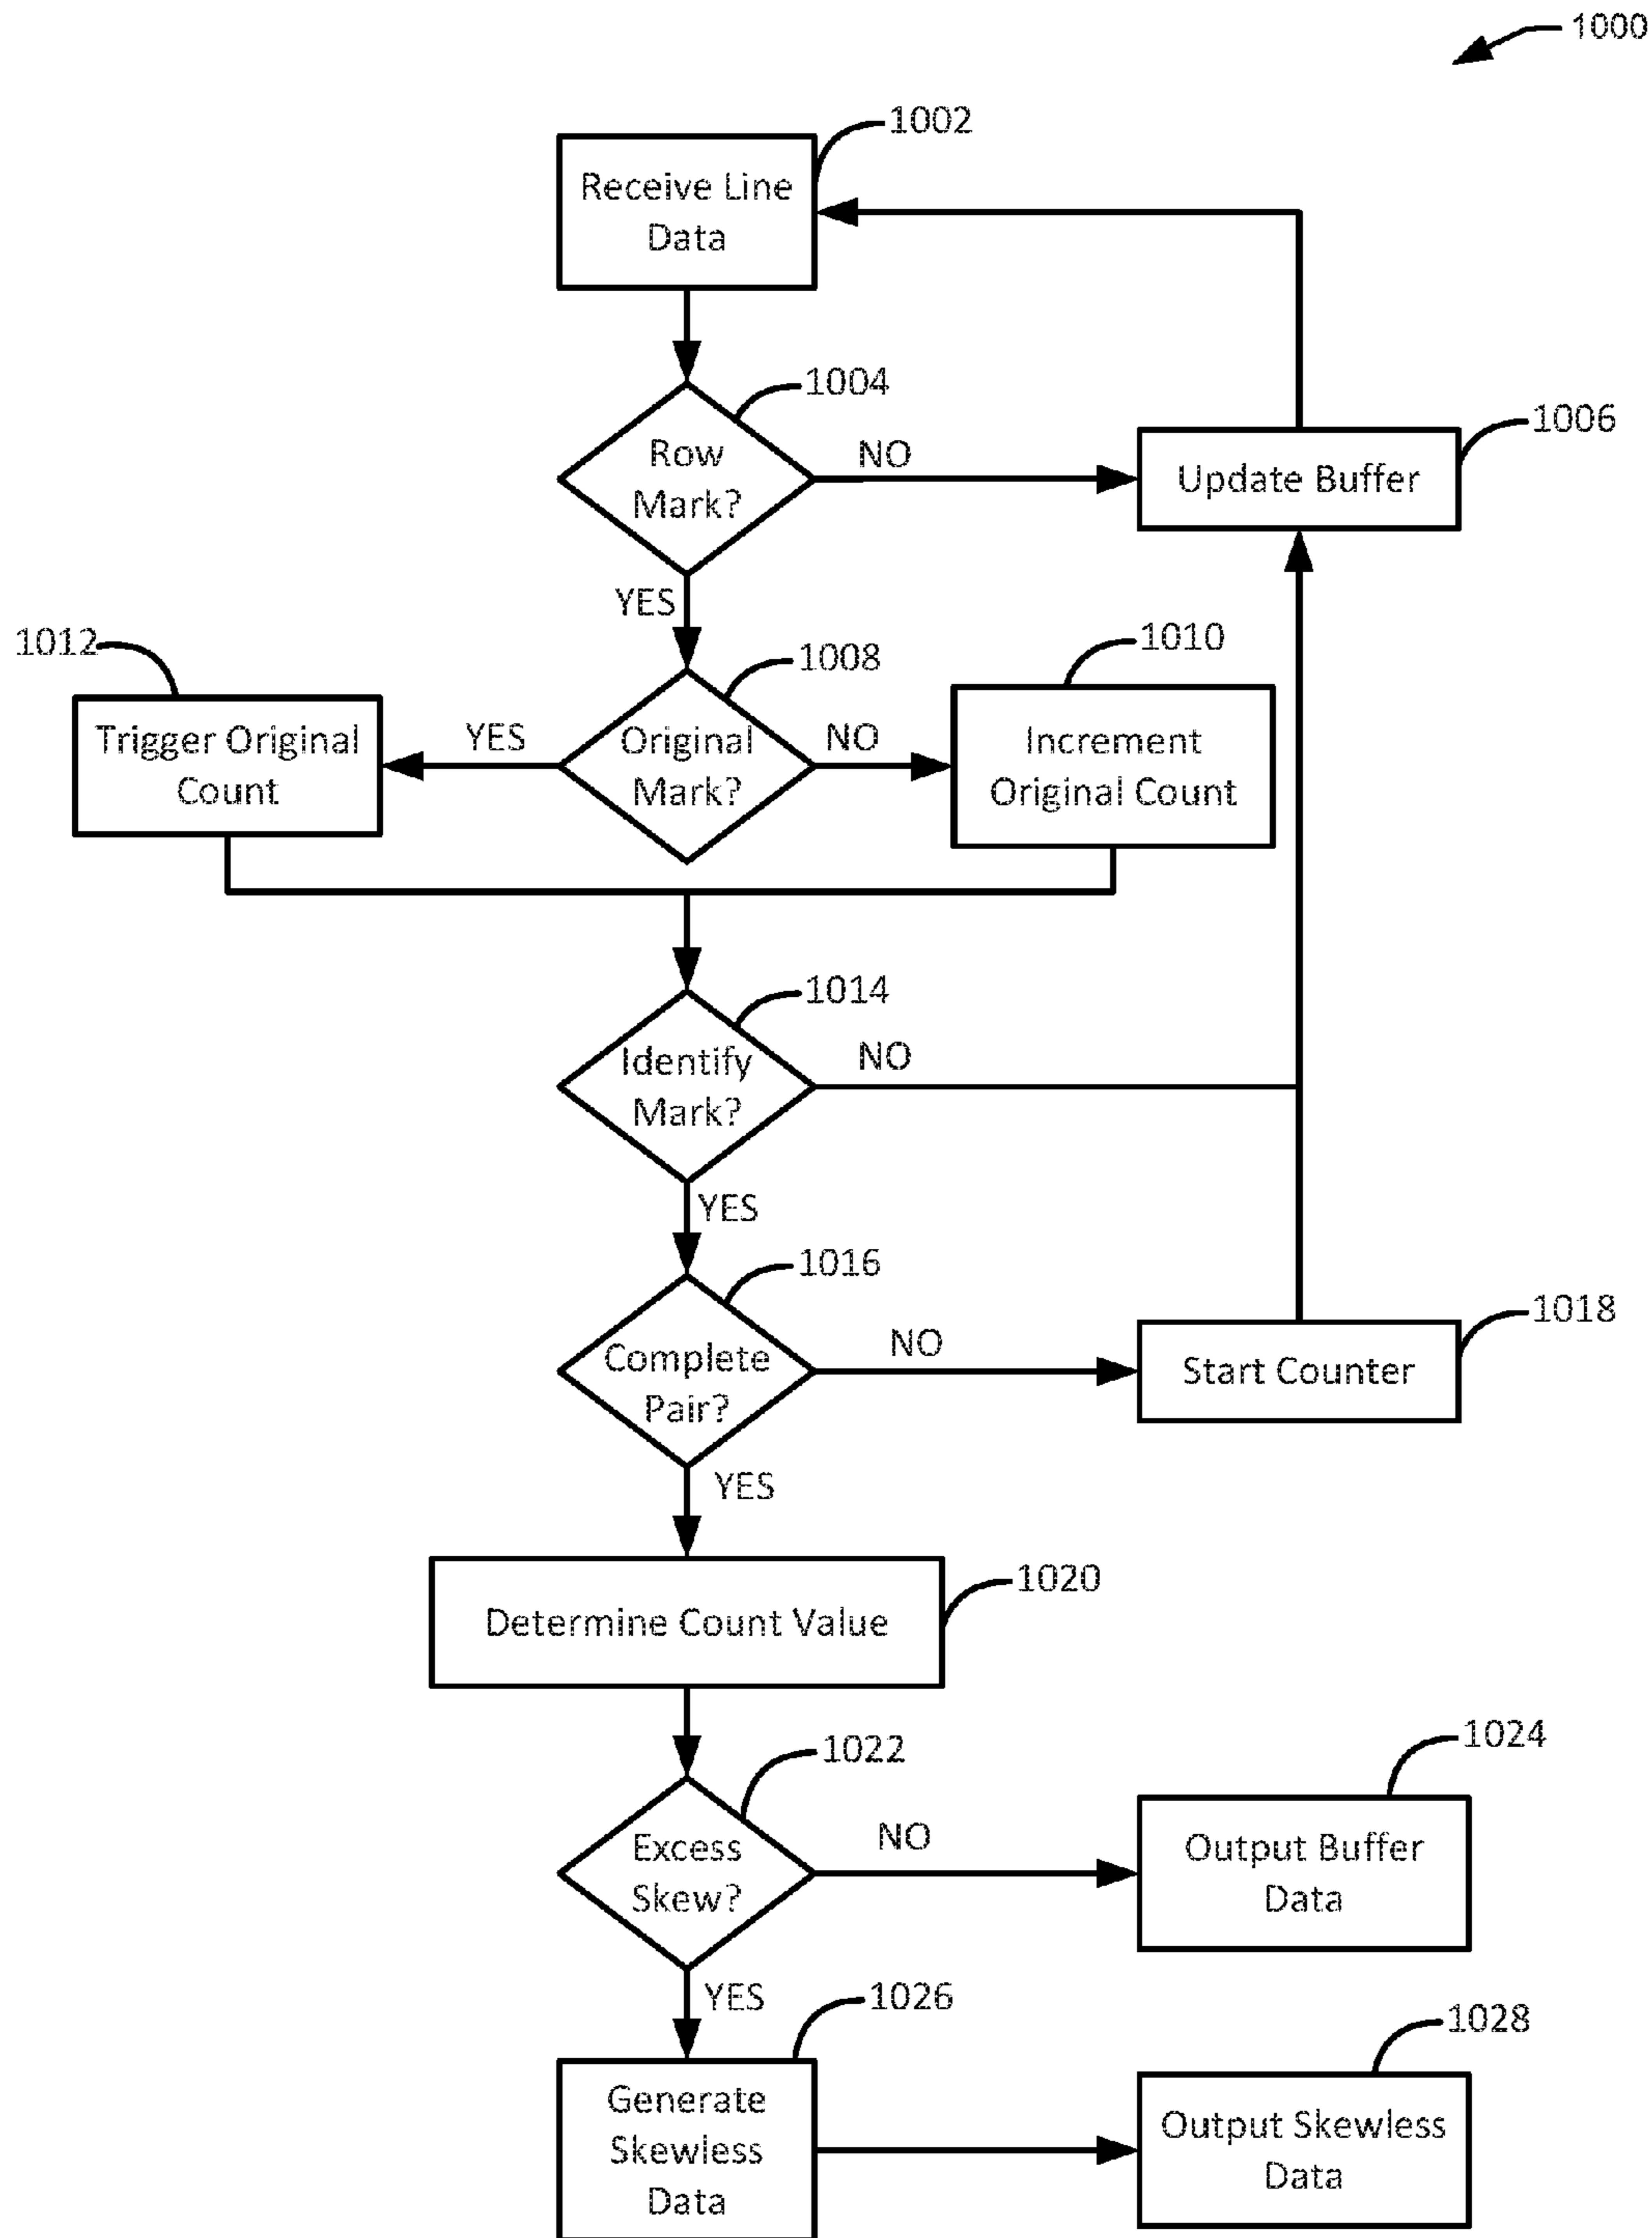 1000
1002
Receive Line
Data
1004
Row
Mark?
NO
1006
Update Buffer
YES
1012
1008
1010
Trigger Original
Count
YES
Original
Mark?
NO
Increment
Original Count
1014
Identify
Mark?
NO
YES
1016
Complete
Pair?
NO
1018
Start Counter
YES
1020
Determine Count Value
1022
Excess
Skew?
NO
1024
Output Buffer
Data
YES
1026
Generate
Skewless
Data
1028
Output Skewless
Data